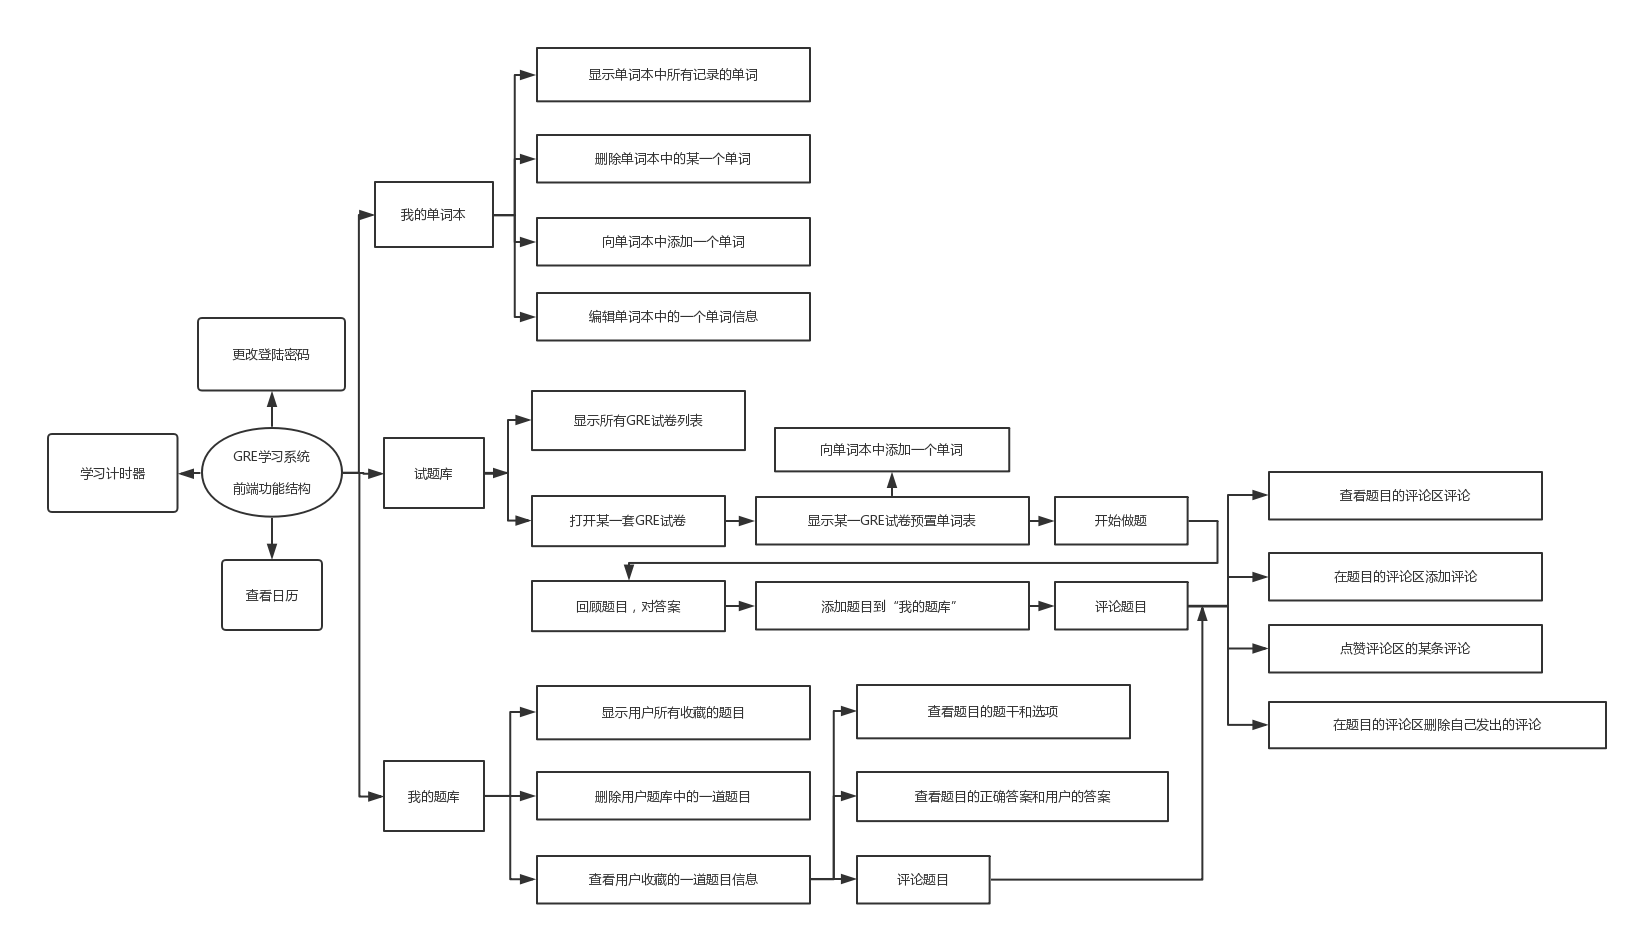 显示单词本中所有记录的单词
删除单词本中的某一个单词
我的单词本
向单词本中添加一个单词
编辑单词本中的一个单词信息
更改登陆密码
学习计时器
GRE学习系统
前端功能结构
查看日历
试题库
显示所有GRE试卷列表
向单词本中添加一个单词
打开某一套GRE试卷
显示某一GRE试卷预置单词表
开始做题
回顾题目，对答案
添加题目到“我的题库”
评论题目
查看题目的评论区评论
在题目的评论区添加评论
点赞评论区的某条评论
在题目的评论区删除自己发出的评论
我的题库
显示用户所有收藏的题目
删除用户题库中的一道题目
查看用户收藏的一道题目信息
查看题目的题干和选项
查看题目的正确答案和用户的答案
评论题目